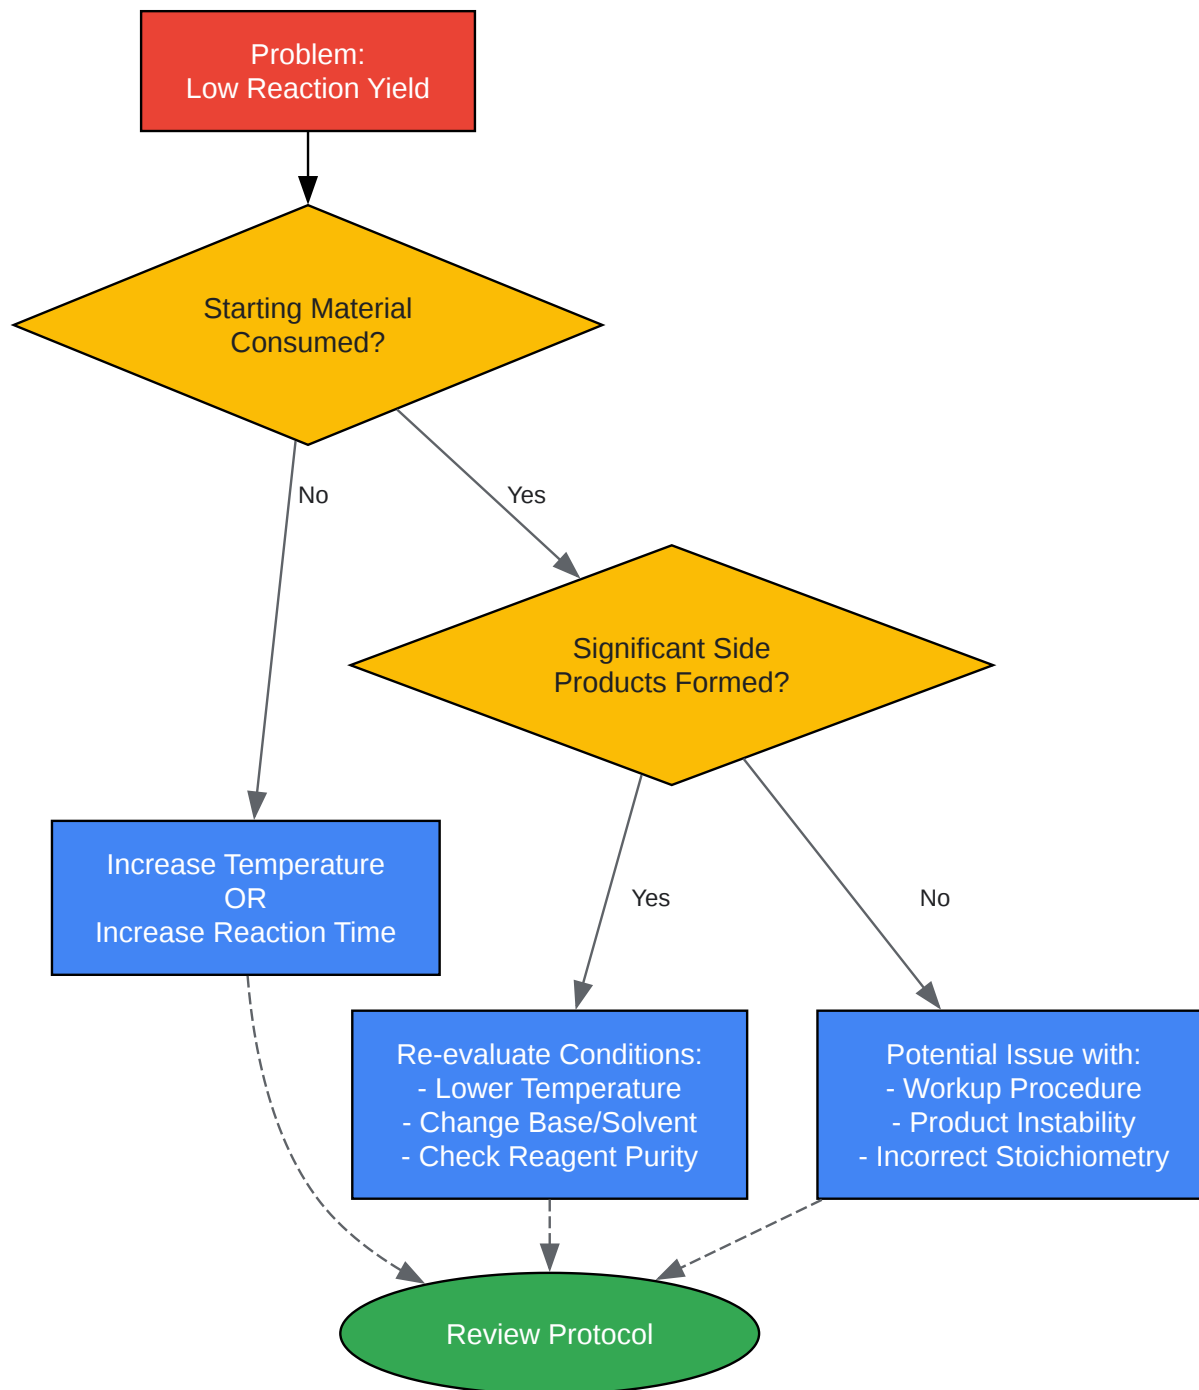 Problem:
Low Reaction Yield
Starting Material
Consumed?
No
Yes
Significant Side
Products Formed?
Increase Temperature
OR
Increase Reaction Time
Yes
No
Re-evaluate Conditions:
- Lower Temperature
- Change Base/Solvent
- Check Reagent Purity
Potential Issue with:
- Workup Procedure
- Product Instability
- Incorrect Stoichiometry
Review Protocol